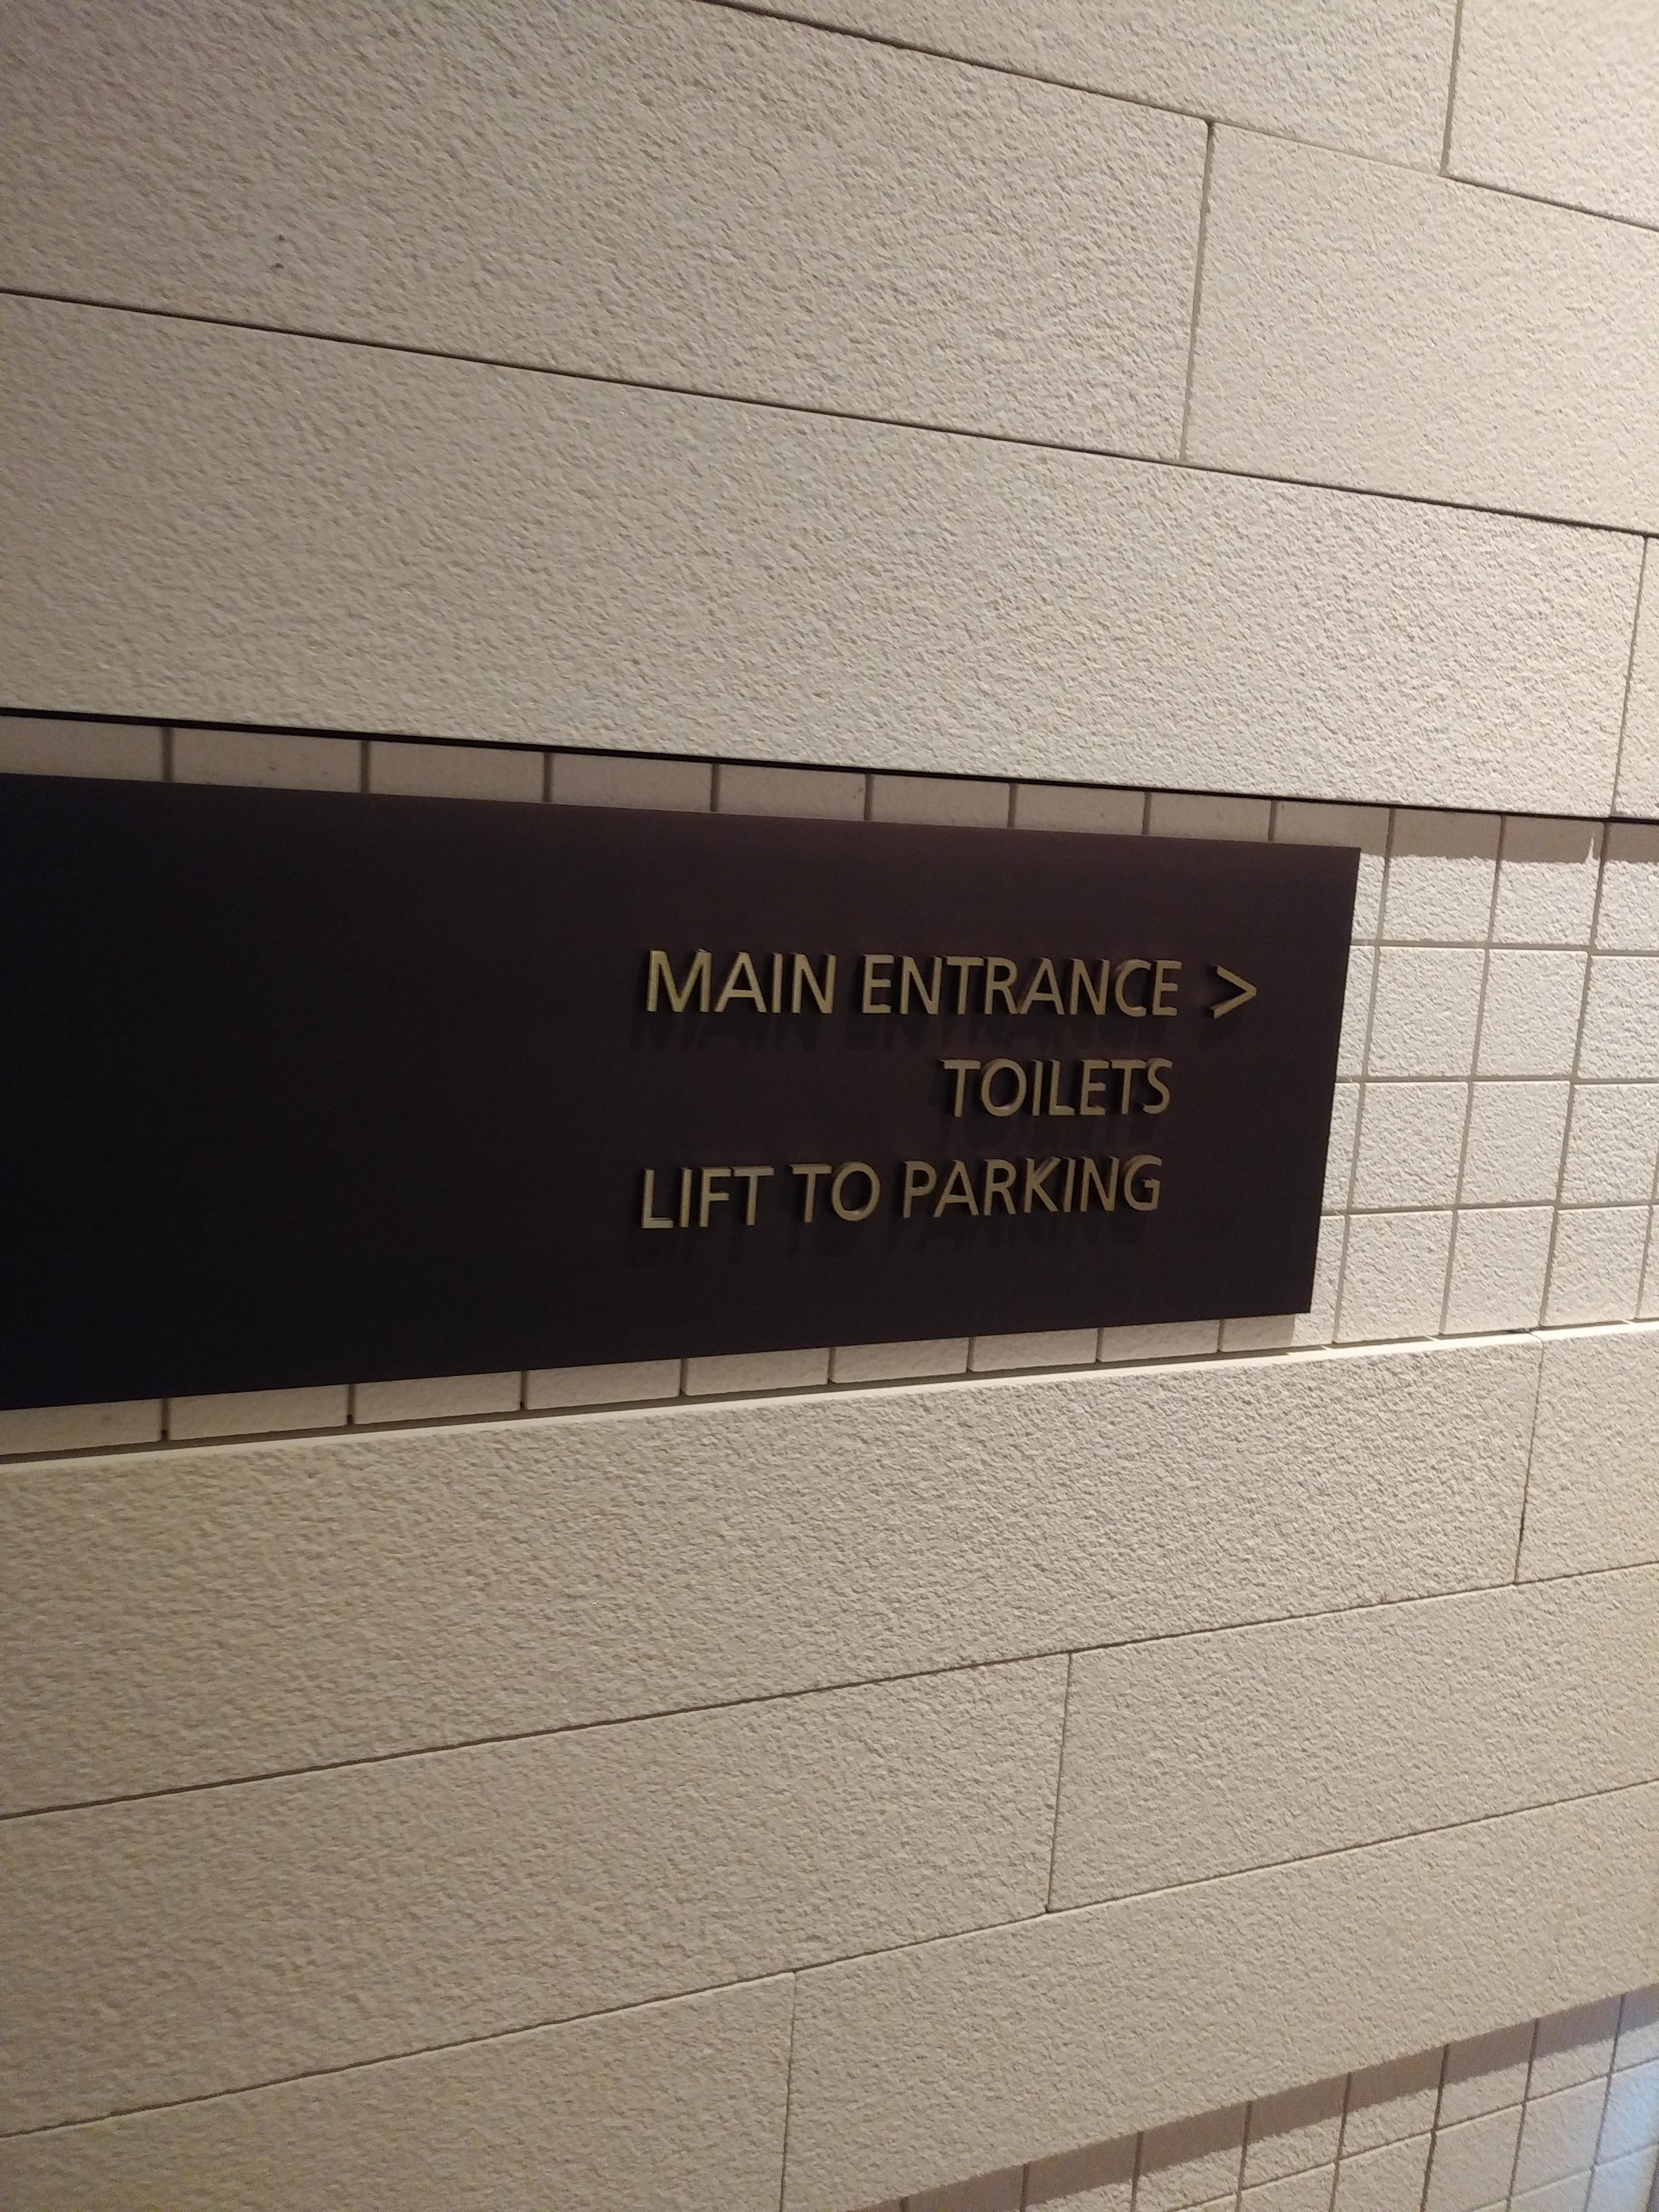 MAIN ENTRANCE >
TOILETS
LIFT TO PARKING